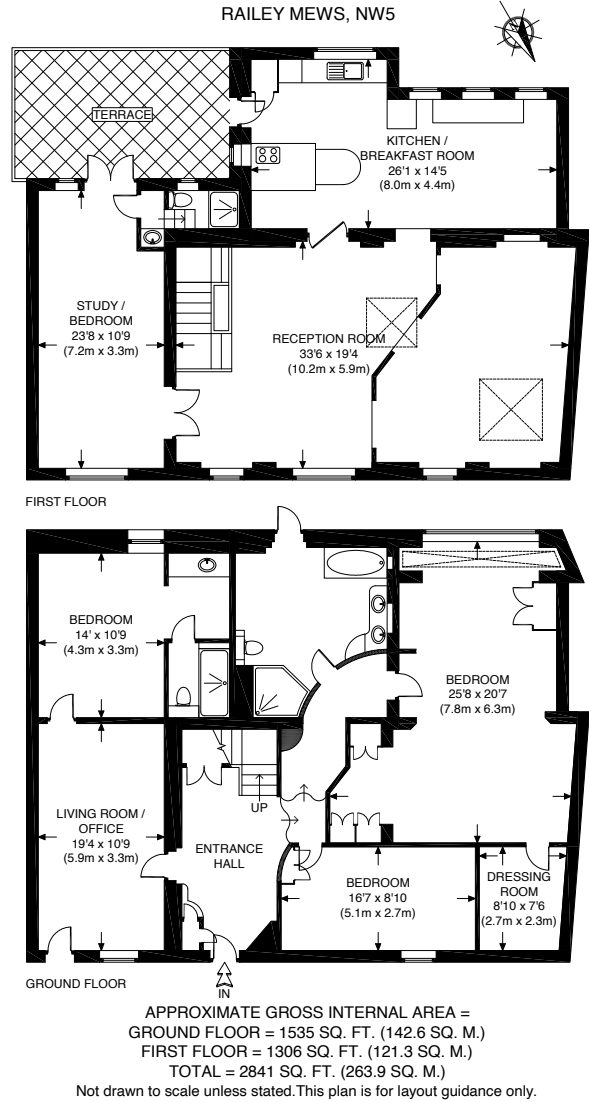 RAILEY MEWS, NW5
TERRACE
KITCHEN /
BREAKFAST ROOM
26'1 x 14'5
(8.0m x 4.4m)
STUDY /
BEDROOM
23'8 x 10'9
(7.2m x 3.3m)
RECEPTION ROOM
33'6 x 19'4
(10.2m x 5.9m)
FIRST FLOOR
BEDROOM
14' x 10'9
(4.3m x 3.3m)
BEDROOM
25'8 x 20'7
(7.8m x 6.3m)
UP
LIVING ROOM /
OFFICE
19'4 x 10'9
(5.9m x 3.3m)
ENTRANCE
HALL
BEDROOM
16'7 x 8'10
(5.1m x 2.7m)
DRESSING
ROOM
8'10 x 7'6
(2.7m x 2.3m)
GROUND FLOOR
IN
APPROXIMATE GROSS INTERNAL AREA =
GROUND FLOOR = 1535 SQ. FT. (142.6 SQ. M.)
FIRST FLOOR = 1306 SQ. FT. (121.3 SQ. M.)
TOTAL = 2841 SQ. FT. (263.9 SQ. M.)
Not drawn to scale unless stated.This plan is for layout guidance only.